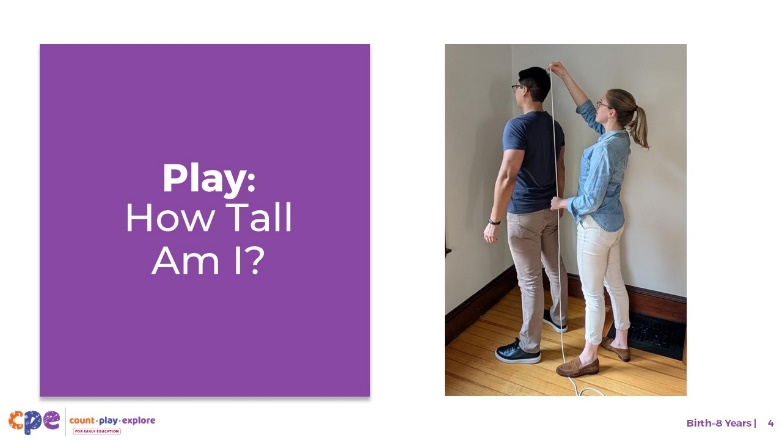 Play:
How Tall
Am I?
cpe
count·play·explore
FOR EARLY EDUCATION
Birth–8 Years | 4